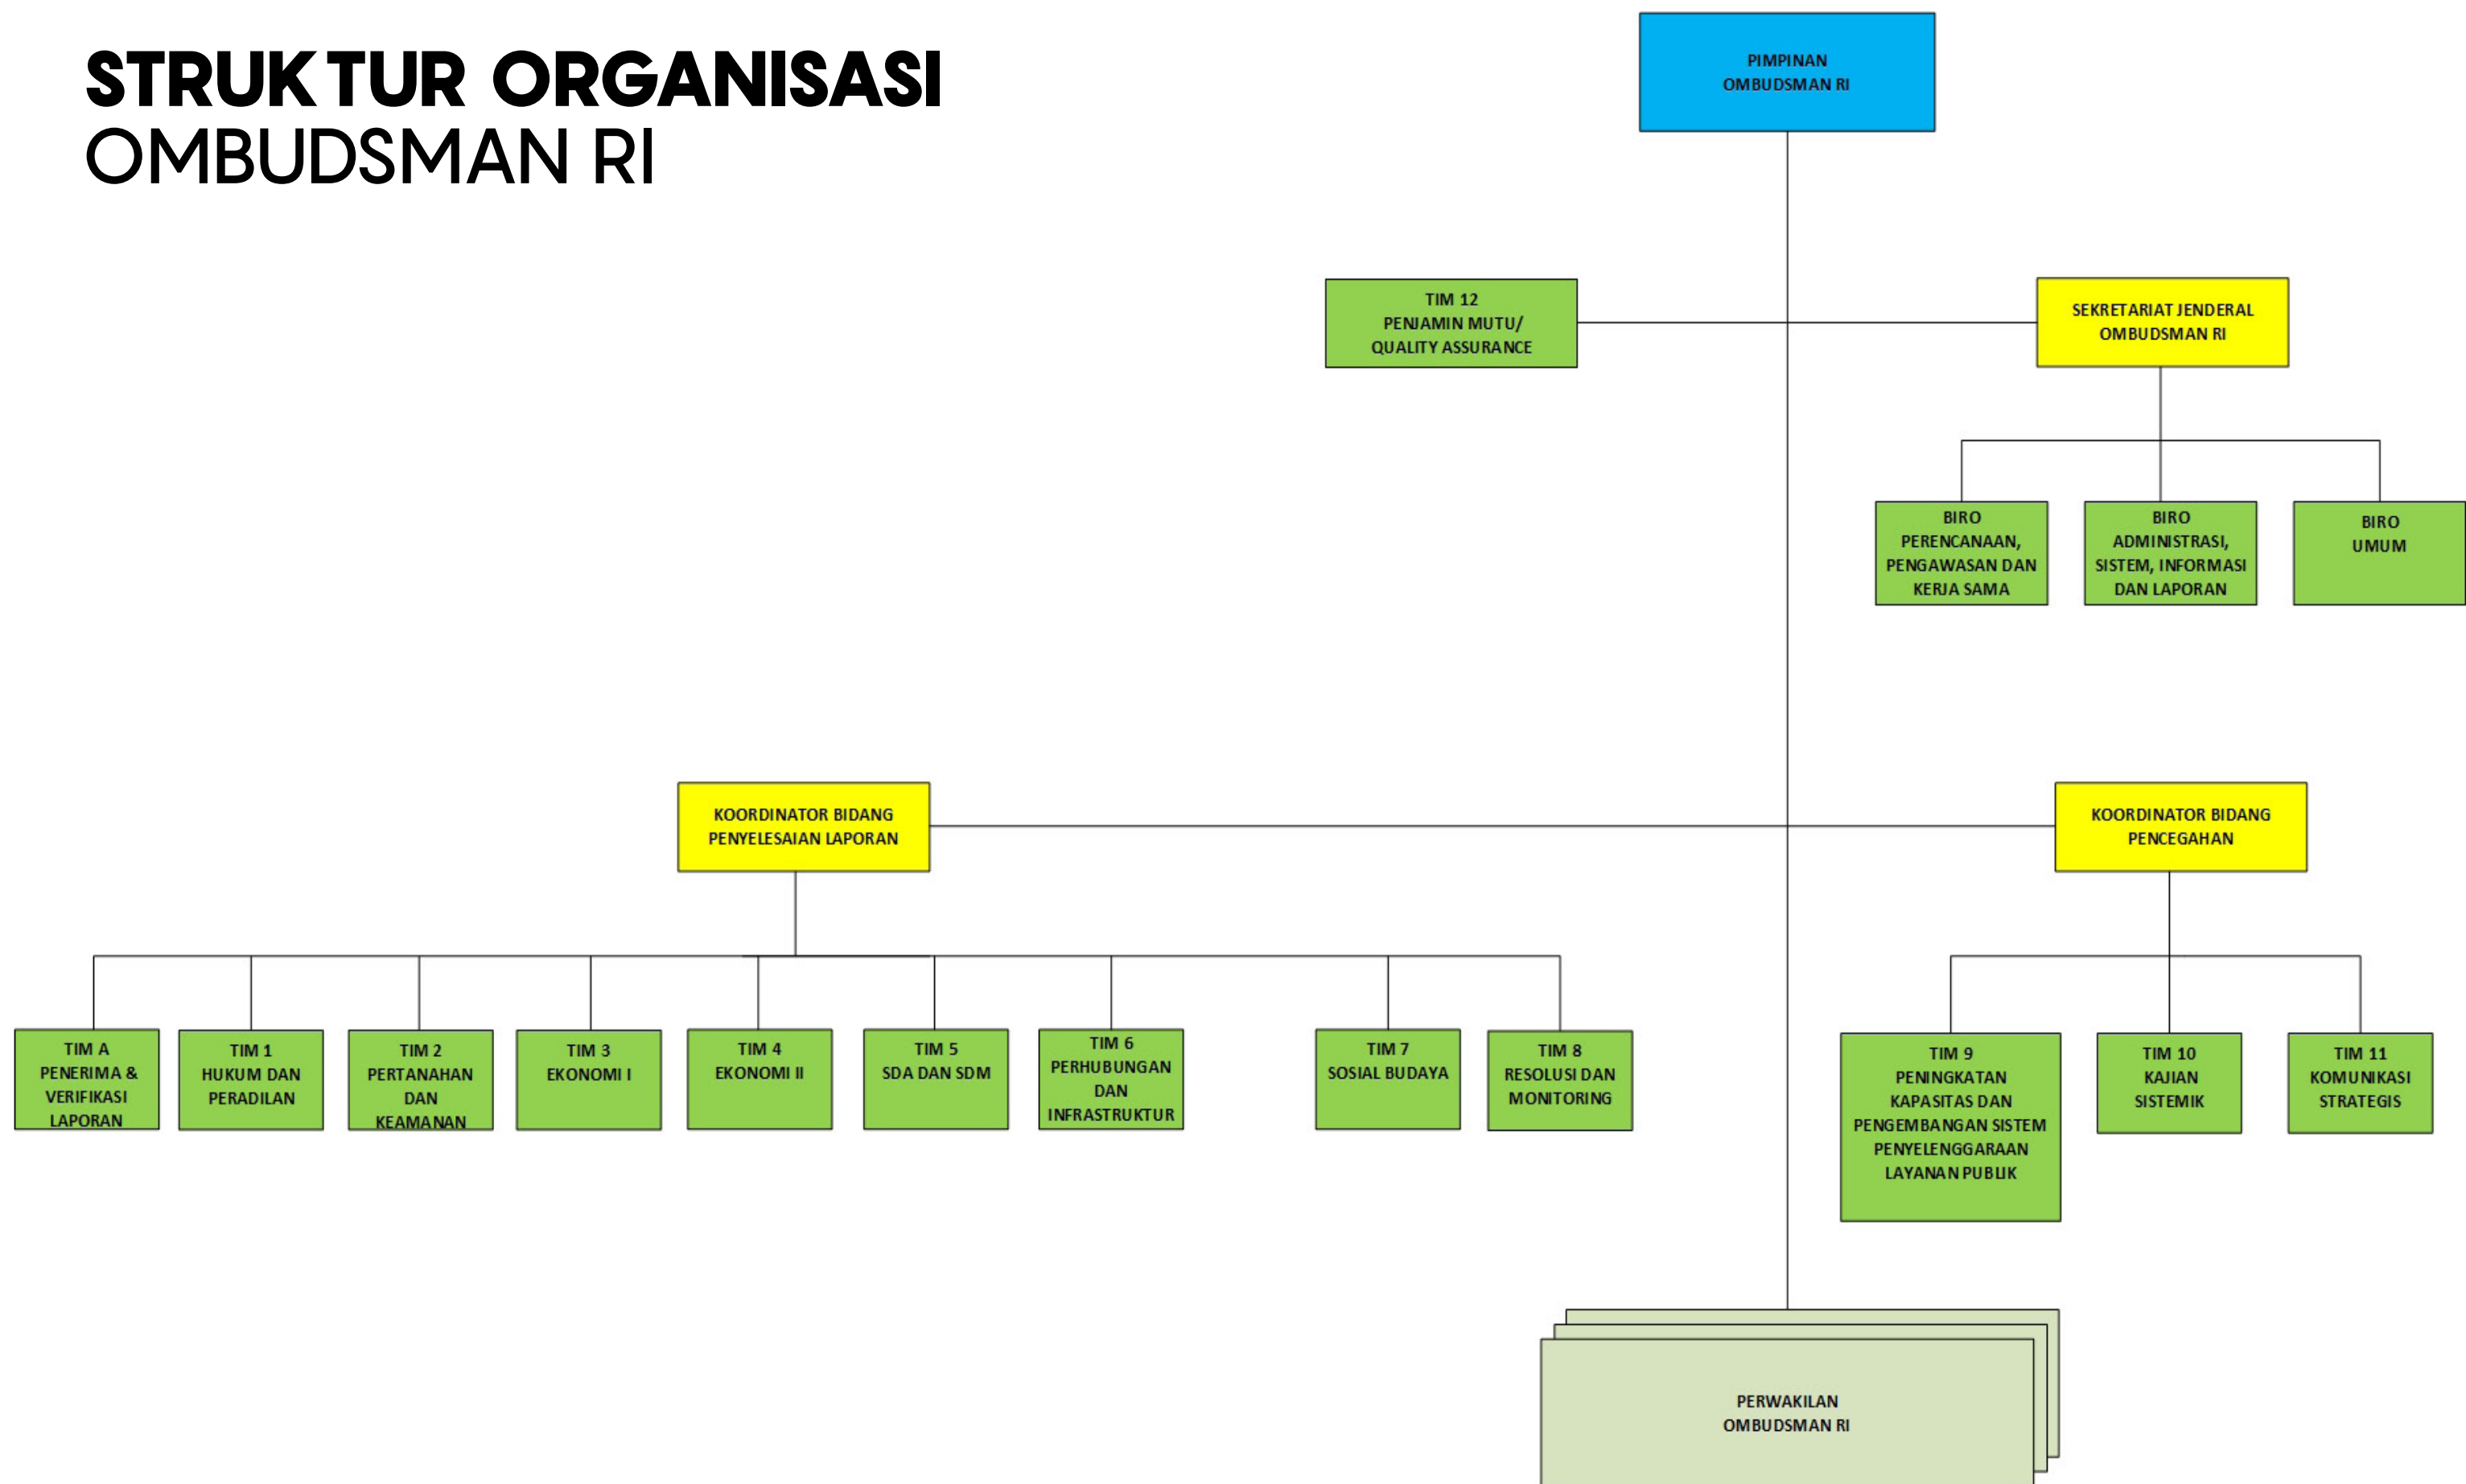 STRUKTUR ORGANISASI
OMBUDSMAN RI
PIMPINAN
OMBUDSMAN RI
TIM 12
PENJAMIN MUTU/
QUALITY ASSURANCE
SEKRETARIAT JENDERAL
OMBUDSMAN RI
BIRO
PERENCANAAN,
PENGAWASAN DAN
KERJA SAMA
BIRO
ADMINISTRASI,
SISTEM, INFORMASI
DAN LAPORAN
BIRO
UMUM
KOORDINATOR BIDANG
PENYELESAIAN LAPORAN
KOORDINATOR BIDANG
PENCEGAHAN
TIM A
PENERIMA &
VERIFIKASI
LAPORAN
TIM 1
HUKUM DAN
PERADILAN
TIM 2
PERTANAHAN
DAN
KEAMANAN
TIM 3
EKONOMI I
TIM 4
EKONOMI II
TIM 5
SDA DAN SDM
TIM 6
PERHUBUNGAN
DAN
INFRASTRUKTUR
TIM 7
SOSIAL BUDAYA
TIM 8
RESOLUSI DAN
MONITORING
TIM 9
PENINGKATAN
KAPASITAS DAN
PENGEMBANGAN SISTEM
PENYELENGGARAAN
LAYANAN PUBLIK
TIM 10
KAJIAN
SISTEMIK
TIM 11
KOMUNIKASI
STRATEGIS
PERWAKILAN
OMBUDSMAN RI